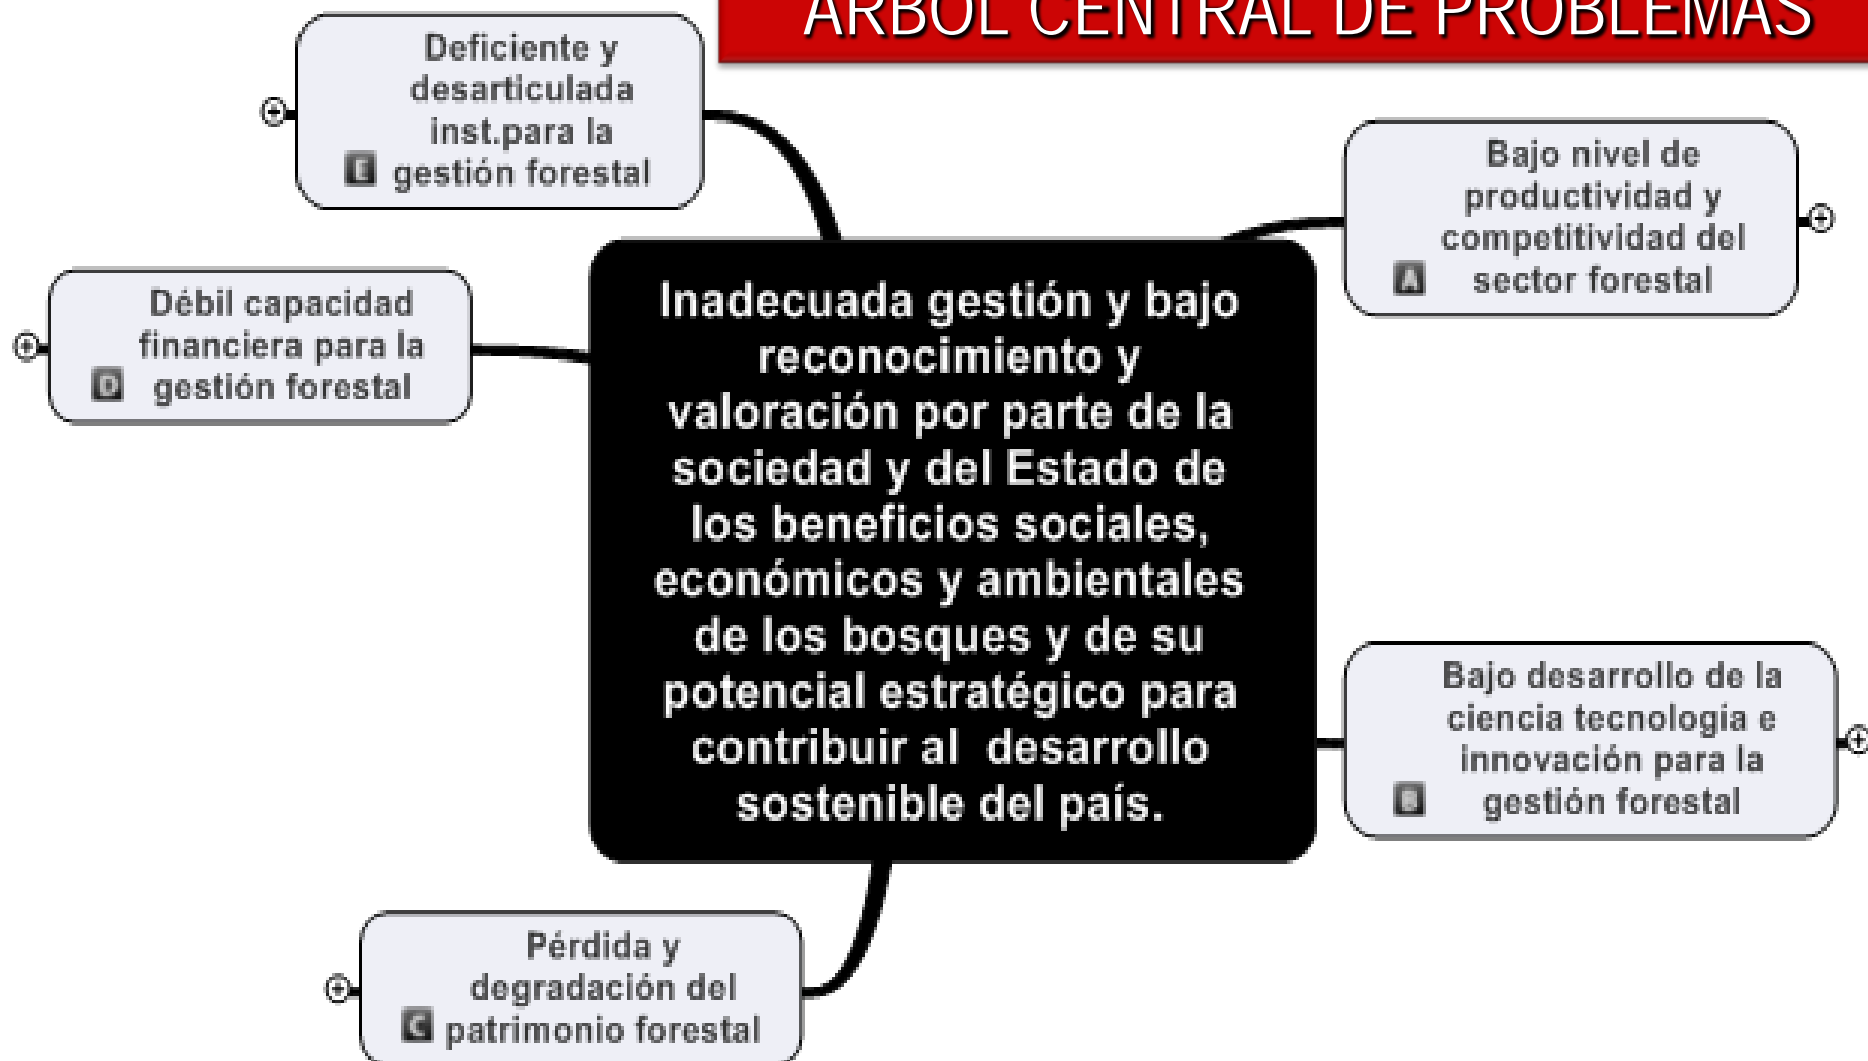 ARBOL CENTRAL DE PROBLEMAS
Deficiente y
desarticulada
inst.para la
E gestión forestal
Bajo nivel de
productividad y
competitividad del
A sector forestal
Débil capacidad
financiera para la
D gestión forestal
Inadecuada gestión y bajo
reconocimiento y
valoración por parte de la
sociedad y del Estado de
los beneficios sociales,
económicos y ambientales
de los bosques y de su
potencial estratégico para
contribuir al desarrollo
sostenible del país.
Bajo desarrollo de la
ciencia tecnología e
innovación para la
B gestión forestal
Pérdida y
degradación del
C patrimonio forestal